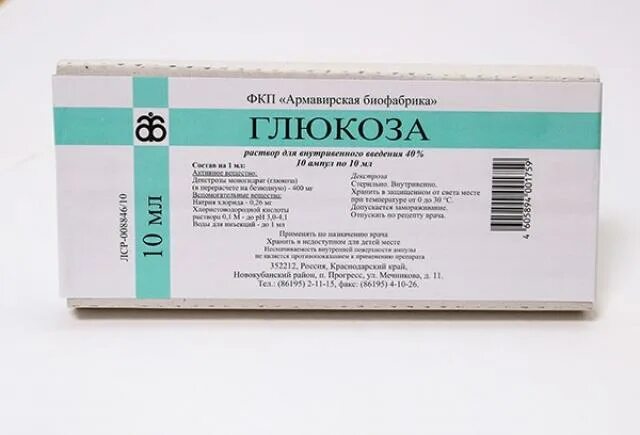 ФКП «Армавирская биофабрика»
ГЛЮКОЗА
раствор для внутривенного введения 40%
10 ампул по 10 мл
Состав на 1 мл:
Активное вещество:
Декстрозы моногидрат (глюкоза)
(в перерасчете на безводную) - 400 мг
Вспомогательные вещества:
Натрия хлорида - 0,26 мг
Хлористоводородной кислоты
раствора 0,1 М - до pH 3,0-4,1
Воды для инъекций - до 1 мл
Декстроза
Стерильно. Внутривенно.
Хранить в защищенном от света месте
при температуре от 0 до 30 °C.
Допускается замораживание.
Отпускать по рецепту врача.
Применять по назначению врача
Хранить в недоступном для детей месте
Несмачиваемость внутренней поверхности ампулы
не является противопоказанием к применению препарата
352212, Россия, Краснодарский край,
Новокубанский район, п. Прогресс, ул. Мечникова, д. 11.
Тел.: (86195) 2-11-15, факс: (86195) 4-10-26.
ЛСР-008846/10
10 мл
4 605894 001759